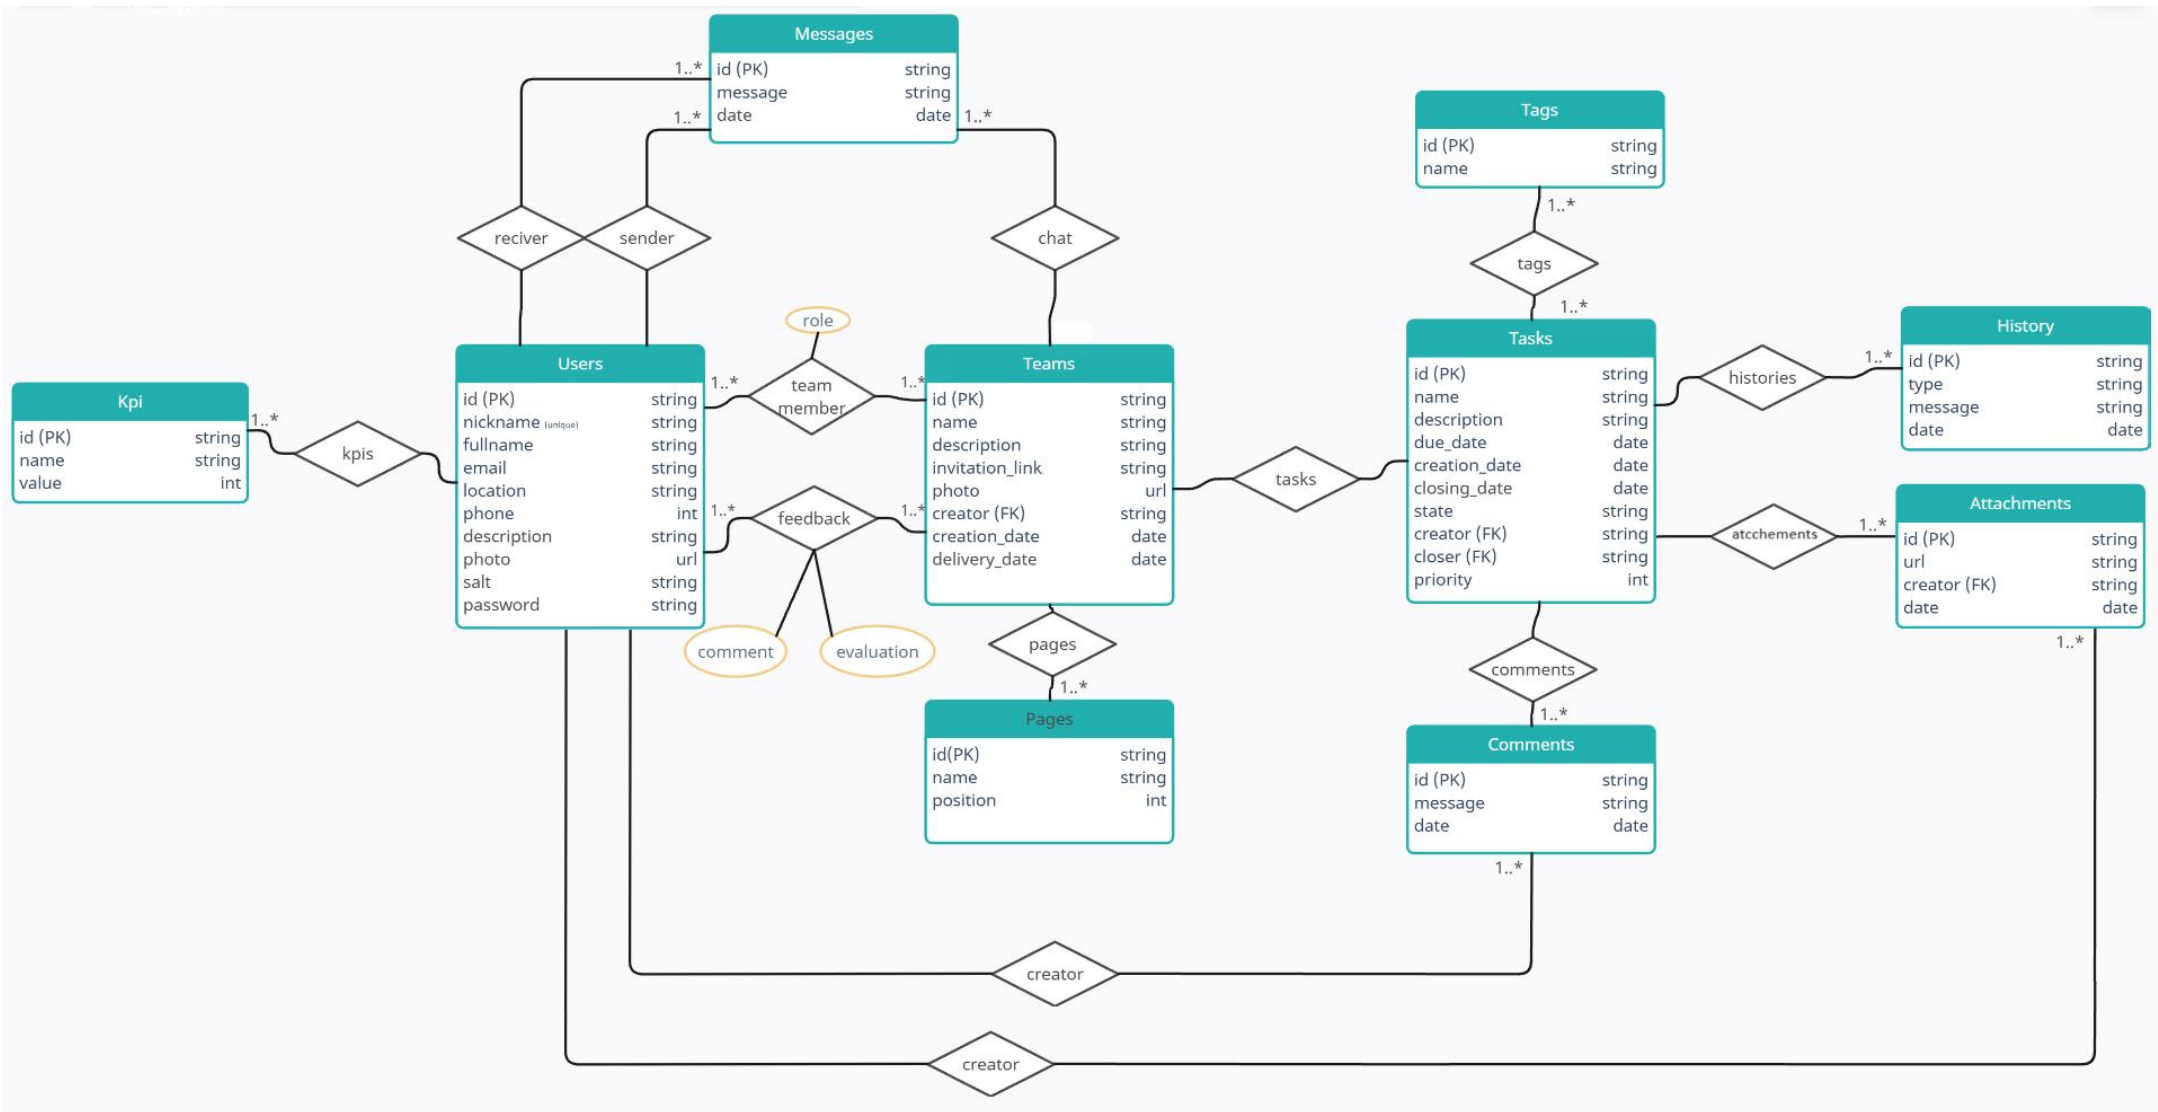 Messages
1..* id (PK) string
message string
1..* date date 1..*
Tags
id (PK) string
name string
1..*
reciver sender chat
tags
1..*
role
Users
id (PK) string
nickname (unique) string
fullname string
email string
location string
phone int
description string
photo url
salt string
password string
1..* team member 1..*
Teams
id (PK) string
name string
description string
invitation_link string
photo url
creator (FK) string
creation_date date
delivery_date date
1..* feedback 1..*
comment evaluation
Kpi
id (PK) string
name string
value int
1..*
kpis
tasks
Tasks
id (PK) string
name string
description string
due_date date
creation_date date
closing_date date
state string
creator (FK) string
closer (FK) string
priority int
histories 1..*
History
id (PK) string
type string
message string
date date
atcchements 1..*
Attachments
id (PK) string
url string
creator (FK) string
date date
1..*
pages
1..*
Pages
id(PK) string
name string
position int
comments
1..*
Comments
id (PK) string
message string
date date
1..*
creator
creator